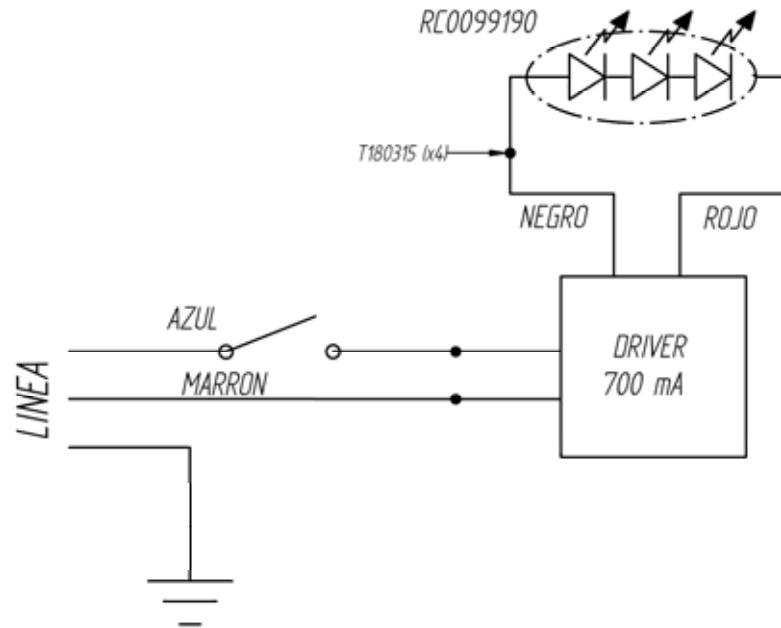 RC0099190
T180315 (x4)
NEGRO
ROJO
AZUL
MARRON
LINEA
DRIVER
700 mA